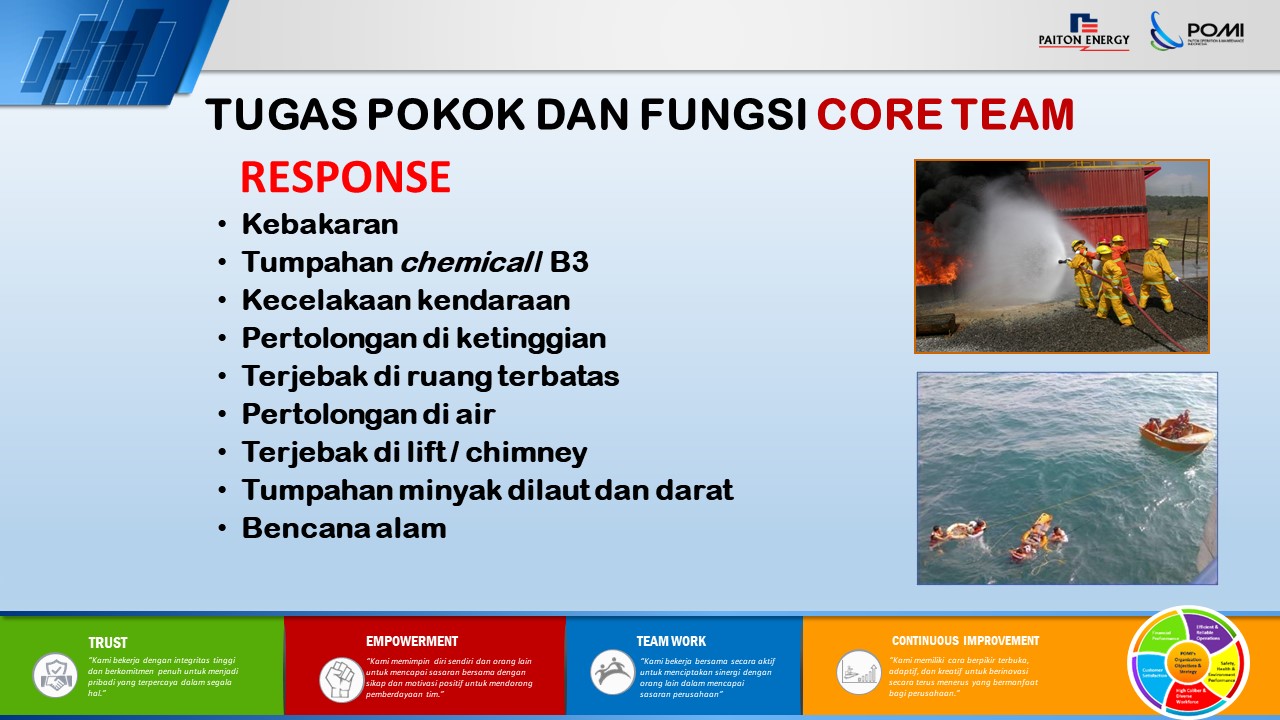 PAITON ENERGY
POMI
PAITON OPERATION & MAINTENANCE
INDONESIA
TUGAS POKOK DAN FUNGSI CORE TEAM
RESPONSE
• Kebakaran
• Tumpahan chemical/ B3
• Kecelakaan kendaraan
• Pertolongan di ketinggian
• Terjebak di ruang terbatas
• Pertolongan di air
• Terjebak di lift / chimney
• Tumpahan minyak dilaut dan darat
• Bencana alam
TRUST
"Kami bekerja dengan integritas tinggi
dan berkomitmen penuh untuk menjadi
pribadi yang terpercaya dalam segala
hal."
EMPOWERMENT
"Kami memimpin diri sendiri dan orang lain
untuk mencapai sasaran bersama dengan
sikap dan motivasi positif untuk mendorong
pemberdayaan tim."
TEAM WORK
"Kami bekerja bersama secara aktif
untuk menciptakan sinergi dengan
orang lain dalam mencapai
sasaran perusahaan"
CONTINUOUS IMPROVEMENT
"Kami memiliki cara berpikir terbuka,
adaptif, dan kreatif untuk berinovasi
secara terus menerus yang bermanfaat
bagi perusahaan."
Financial
Performance
Efficient &
Reliable
Operations
Safety,
Health &
Environment
Performance
High Caliber &
Diverse
Workforce
Customer
Satisfaction
POMI's
Organization
Objectives &
Strategy